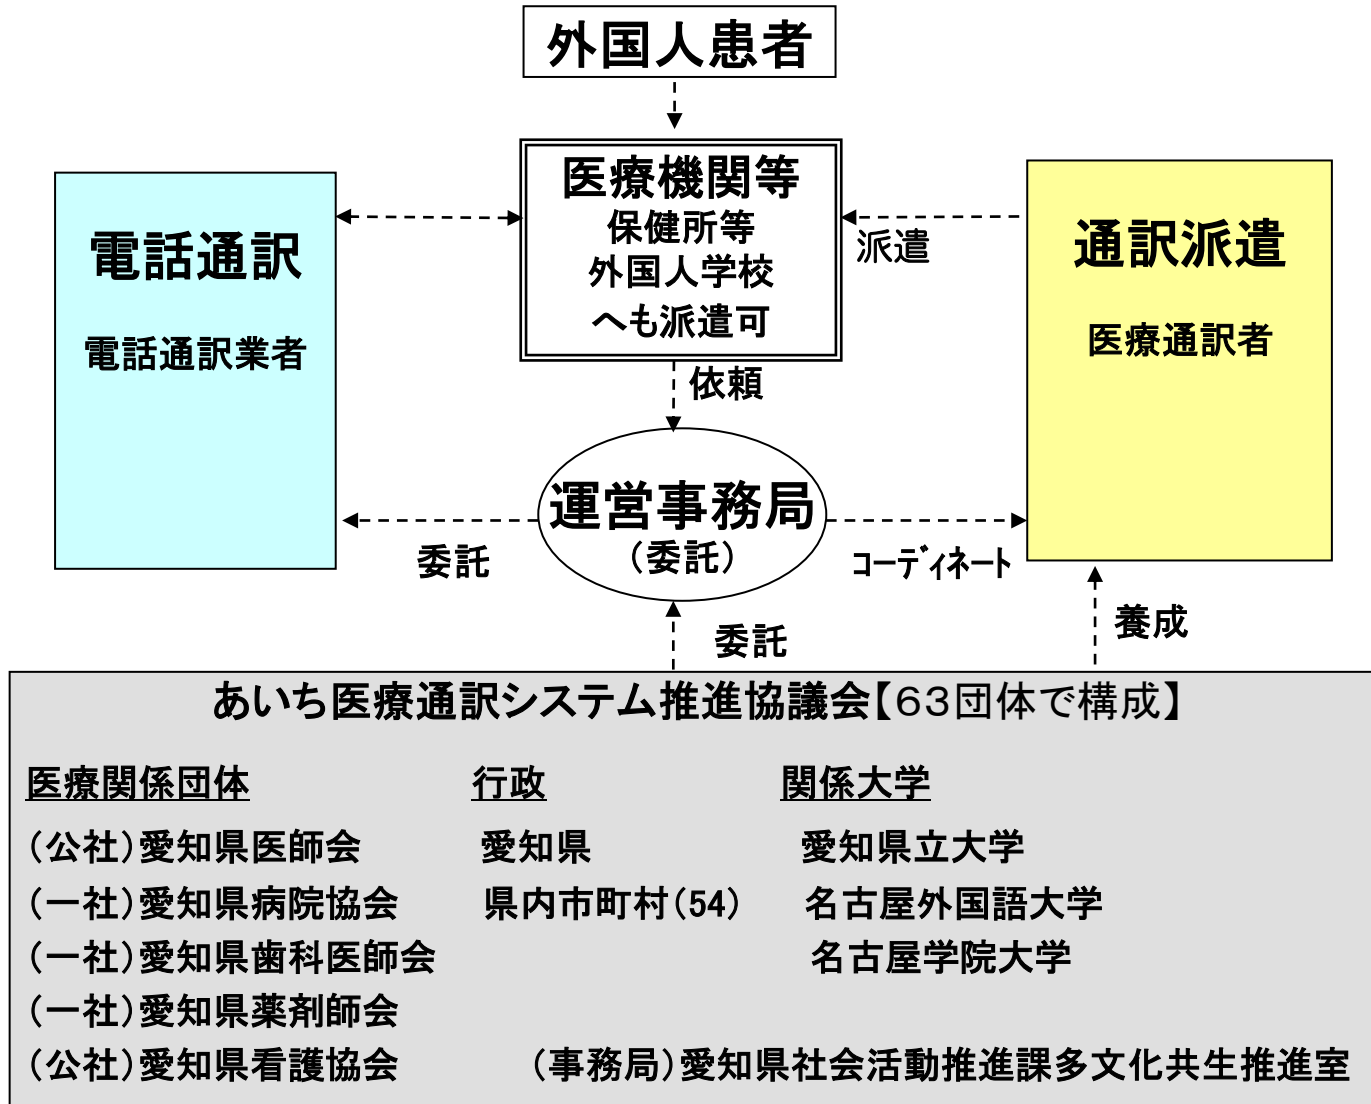 外国人患者
医療機関等
保健所等
外国人学校
へも派遣可
電話通訳
電話通訳業者
派遣
通訳派遣
医療通訳者
依頼
運営事務局
（委託）
委託
コーディネート
委託
養成
あいち医療通訳システム推進協議会【６３団体で構成】
医療関係団体 行政 関係大学
（公社）愛知県医師会 愛知県 愛知県立大学
（一社）愛知県病院協会 県内市町村（54） 名古屋外国語大学
（一社）愛知県歯科医師会 名古屋学院大学
（一社）愛知県薬剤師会
（公社）愛知県看護協会 （事務局）愛知県社会活動推進課多文化共生推進室